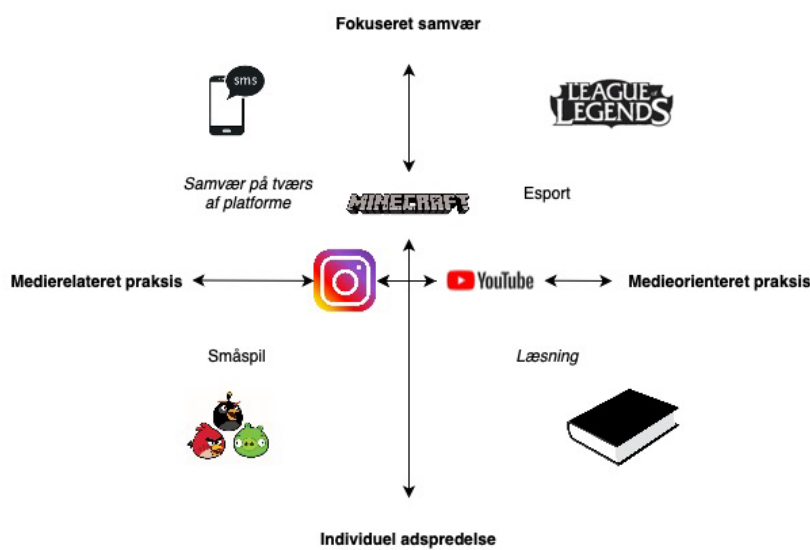 Fokuseret samvær
sms
LEAGUE of
LEGENDS
Samvær på tværs
af platforme
MINECRAFT
Esport
Medierelateret praksis
YouTube
Medieorienteret praksis
Småspil
Læsning
Individuel adspredelse